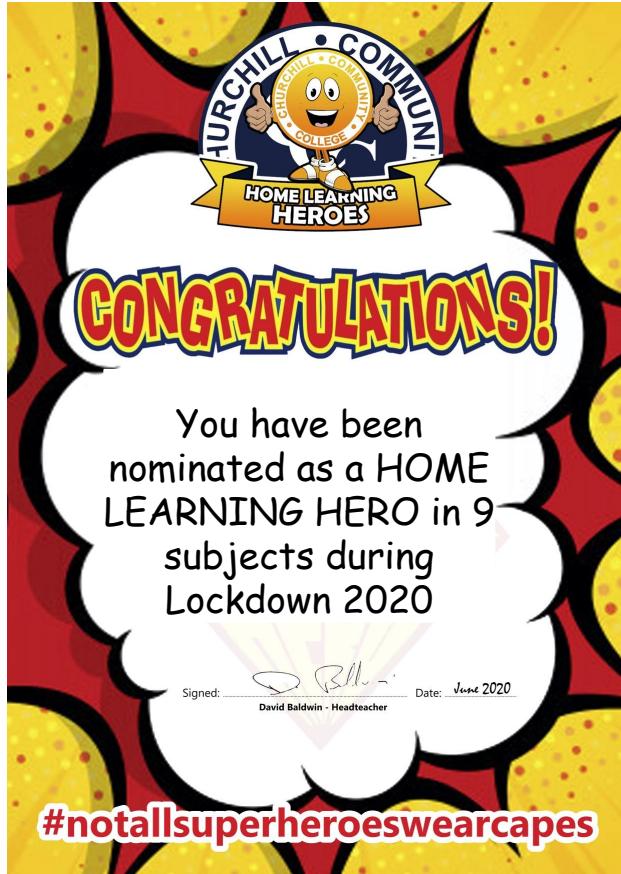 CHURCHILL • COMMUNI
CHURCHILL • COMMUNITY
COLLEGE
HOME LEARNING
HEROES
CONGRATULATIONS!
You have been
nominated as a HOME
LEARNING HERO in 9
subjects during
Lockdown 2020
Signed: Date: June 2020
David Baldwin - Headteacher
#notallsuperheroeswearcapes